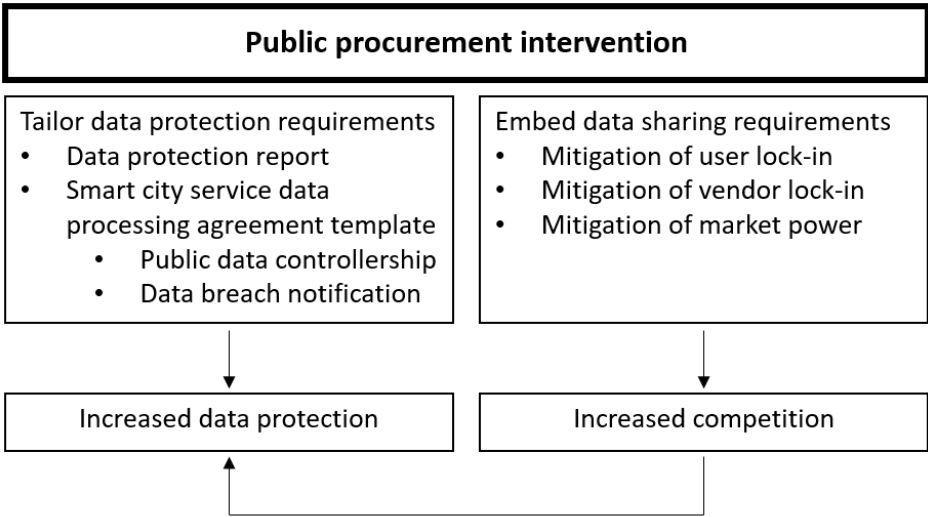 Public procurement intervention
Tailor data protection requirements
• Data protection report
• Smart city service data
processing agreement template
• Public data controllership
• Data breach notification
Embed data sharing requirements
• Mitigation of user lock-in
• Mitigation of vendor lock-in
• Mitigation of market power
Increased data protection
Increased competition